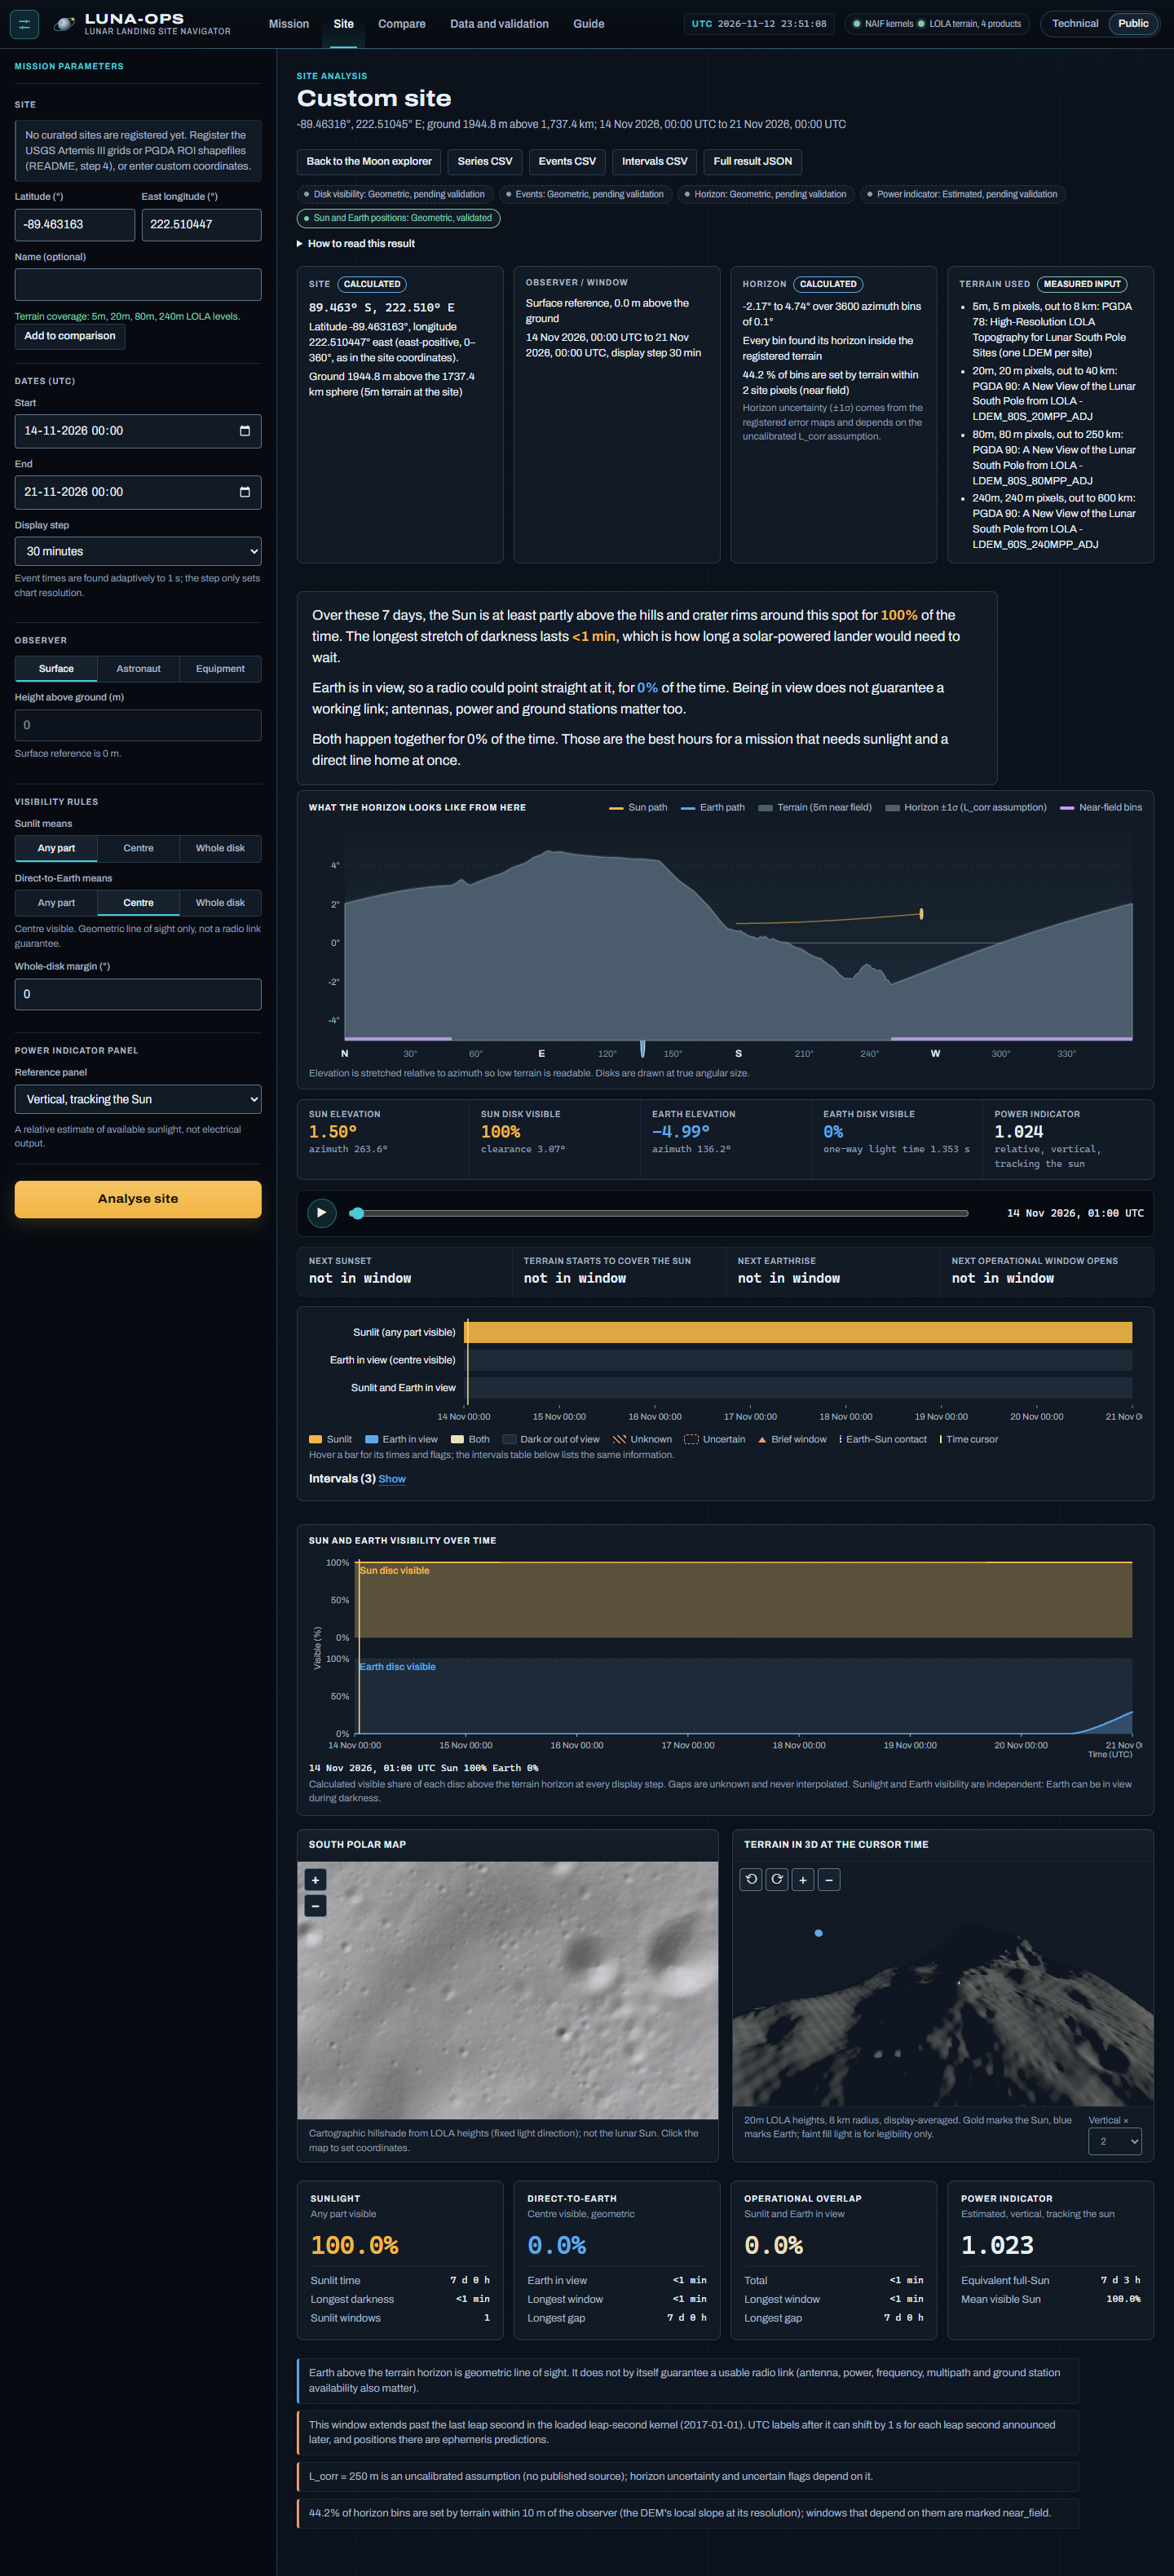 LUNA-OPS
LUNAR LANDING SITE NAVIGATOR
Mission
Site
Compare
Data and validation
Guide
UTC 2026-11-12 23:51:08
NAIF kernels
LOLA terrain, 4 products
Technical
Public
MISSION PARAMETERS
SITE
No curated sites are registered yet. Register the
USGS Artemis III grids or PGDA ROI shapefiles
(README, step 4), or enter custom coordinates.
Latitude (°)
East longitude (°)
-89.463163
222.510447
Name (optional)
Terrain coverage: 5m, 20m, 80m, 240m LOLA levels.
Add to comparison
DATES (UTC)
Start
14-11-2026 00:00
End
21-11-2026 00:00
Display step
30 minutes
Event times are found adaptively to 1 s; the step only sets
chart resolution.
OBSERVER
Surface
Astronaut
Equipment
Height above ground (m)
0
Surface reference is 0 m.
VISIBILITY RULES
Sunlit means
Any part
Centre
Whole disk
Direct-to-Earth means
Any part
Centre
Whole disk
Centre visible. Geometric line of sight only, not a radio link
guarantee.
Whole-disk margin (°)
0
POWER INDICATOR PANEL
Reference panel
Vertical, tracking the Sun
A relative estimate of available sunlight, not electrical
output.
Analyse site
SITE ANALYSIS
Custom site
-89.46316°, 222.51045° E; ground 1944.8 m above 1,737.4 km; 14 Nov 2026, 00:00 UTC to 21 Nov 2026, 00:00 UTC
Back to the Moon explorer
Series CSV
Events CSV
Intervals CSV
Full result JSON
Disk visibility: Geometric, pending validation
Events: Geometric, pending validation
Horizon: Geometric, pending validation
Power indicator: Estimated, pending validation
Sun and Earth positions: Geometric, validated
▶ How to read this result
SITE CALCULATED
89.463° S, 222.510° E
Latitude -89.463163°, longitude
222.510447° east (east-positive, 0–
360°, as in the site coordinates).
Ground 1944.8 m above the 1737.4
km sphere (5m terrain at the site)
OBSERVER / WINDOW
Surface reference, 0.0 m above the
ground
14 Nov 2026, 00:00 UTC to 21 Nov
2026, 00:00 UTC, display step 30 min
HORIZON CALCULATED
-2.17° to 4.74° over 3600 azimuth bins
of 0.1°
Every bin found its horizon inside the
registered terrain
44.2 % of bins are set by terrain within
2 site pixels (near field)
Horizon uncertainty (±1σ) comes from the
registered error maps and depends on the
uncalibrated L_corr assumption.
TERRAIN USED MEASURED INPUT
• 5m, 5 m pixels, out to 8 km: PGDA
78: High-Resolution LOLA
Topography for Lunar South Pole
Sites (one LDEM per site)
• 20m, 20 m pixels, out to 40 km:
PGDA 90: A New View of the Lunar
South Pole from LOLA -
LDEM_80S_20MPP_ADJ
• 80m, 80 m pixels, out to 250 km:
PGDA 90: A New View of the Lunar
South Pole from LOLA -
LDEM_80S_80MPP_ADJ
• 240m, 240 m pixels, out to 600 km:
PGDA 90: A New View of the Lunar
South Pole from LOLA -
LDEM_60S_240MPP_ADJ
Over these 7 days, the Sun is at least partly above the hills and crater rims around this spot for 100% of the
time. The longest stretch of darkness lasts <1 min, which is how long a solar-powered lander would need to
wait.
Earth is in view, so a radio could point straight at it, for 0% of the time. Being in view does not guarantee a
working link; antennas, power and ground stations matter too.
Both happen together for 0% of the time. Those are the best hours for a mission that needs sunlight and a
direct line home at once.
WHAT THE HORIZON LOOKS LIKE FROM HERE
Sun path
Earth path
Terrain (5m near field)
Horizon ±1σ (L_corr assumption)
Near-field bins
4°
2°
0°
-2°
-4°
N 30° 60° E 120° 150° S 210° 240° W 300° 330°
Elevation is stretched relative to azimuth so low terrain is readable. Disks are drawn at true angular size.
SUN ELEVATION
1.50°
azimuth 263.6°
SUN DISK VISIBLE
100%
clearance 3.07°
EARTH ELEVATION
−4.99°
azimuth 136.2°
EARTH DISK VISIBLE
0%
one-way light time 1.353 s
POWER INDICATOR
1.024
relative, vertical,
tracking the sun
14 Nov 2026, 01:00 UTC
NEXT SUNSET
not in window
TERRAIN STARTS TO COVER THE SUN
not in window
NEXT EARTHRISE
not in window
NEXT OPERATIONAL WINDOW OPENS
not in window
Sunlit (any part visible)
Earth in view (centre visible)
Sunlit and Earth in view
14 Nov 00:00 15 Nov 00:00 16 Nov 00:00 17 Nov 00:00 18 Nov 00:00 19 Nov 00:00 20 Nov 00:00 21 Nov 0
Sunlit
Earth in view
Both
Dark or out of view
Unknown
Uncertain
Brief window
Earth–Sun contact
Time cursor
Hover a bar for its times and flags; the intervals table below lists the same information.
Intervals (3) Show
SUN AND EARTH VISIBILITY OVER TIME
Visible (%)
100%
Sun disc visible
50%
0%
100%
Earth disc visible
50%
0%
14 Nov 00:00 15 Nov 00:00 16 Nov 00:00 17 Nov 00:00 18 Nov 00:00 19 Nov 00:00 20 Nov 00:00 21 Nov 0
Time (UTC)
14 Nov 2026, 01:00 UTC Sun 100% Earth 0%
Calculated visible share of each disc above the terrain horizon at every display step. Gaps are unknown and never interpolated. Sunlight and Earth visibility are independent: Earth can be in view
during darkness.
SOUTH POLAR MAP
+
−
Cartographic hillshade from LOLA heights (fixed light direction); not the lunar Sun. Click the
map to set coordinates.
TERRAIN IN 3D AT THE CURSOR TIME
+
−
20m LOLA heights, 8 km radius, display-averaged. Gold marks the Sun, blue
marks Earth; faint fill light is for legibility only.
Vertical ×
2
SUNLIGHT
Any part visible
100.0%
Sunlit time 7 d 0 h
Longest darkness <1 min
Sunlit windows 1
DIRECT-TO-EARTH
Centre visible, geometric
0.0%
Earth in view <1 min
Longest window <1 min
Longest gap 7 d 0 h
OPERATIONAL OVERLAP
Sunlit and Earth in view
0.0%
Total <1 min
Longest window <1 min
Longest gap 7 d 0 h
POWER INDICATOR
Estimated, vertical, tracking the sun
1.023
Equivalent full-Sun 7 d 3 h
Mean visible Sun 100.0%
Earth above the terrain horizon is geometric line of sight. It does not by itself guarantee a usable radio link (antenna, power, frequency, multipath and ground station
availability also matter).
This window extends past the last leap second in the loaded leap-second kernel (2017-01-01). UTC labels after it can shift by 1 s for each leap second announced
later, and positions there are ephemeris predictions.
L_corr = 250 m is an uncalibrated assumption (no published source); horizon uncertainty and uncertain flags depend on it.
44.2% of horizon bins are set by terrain within 10 m of the observer (the DEM's local slope at its resolution); windows that depend on them are marked near_field.